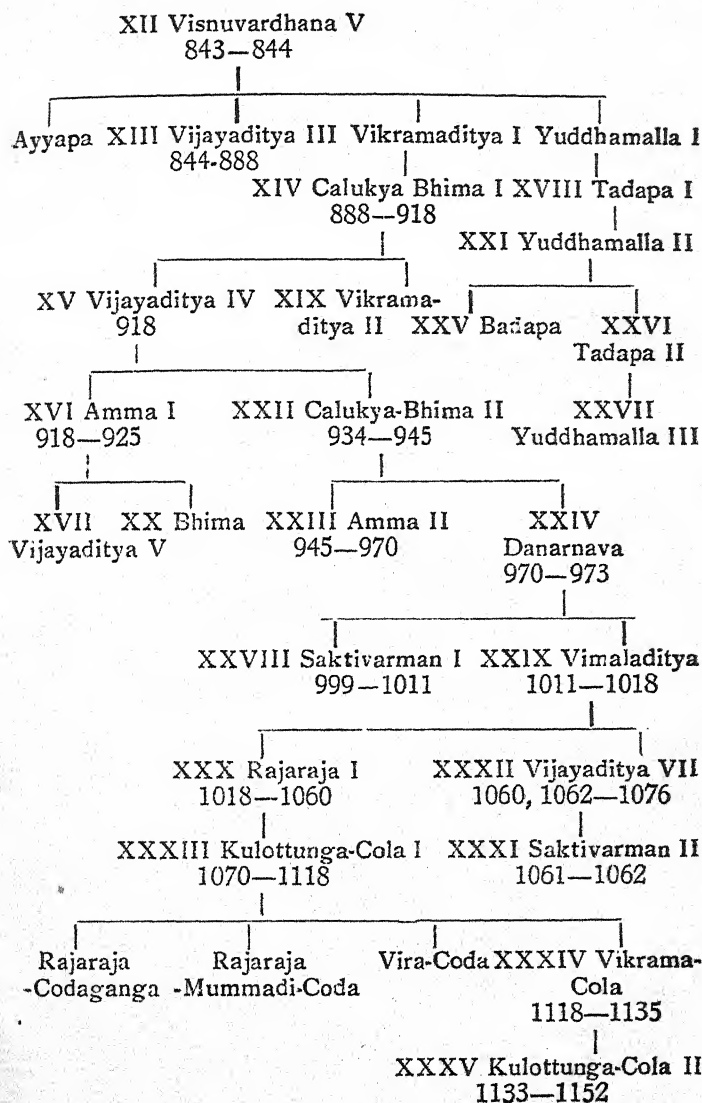 XII Visnuvardhana V
843—844
Ayyapa XIII Vijayaditya III Vikramaditya I Yuddhamalla I
844-888
XIV Calukya Bhima I XVIII Tadapa I
888—918
XXI Yuddhamalla II
XV Vijayaditya IV XIX Vikrama-
918 ditya II XXV Badapa XXVI
Tadapa II
XVI Amma I XXII Calukya-Bhima II XXVII
918—925 934—945 Yuddhamalla III
XVII XX Bhima XXIII Amma II XXIV
Vijayaditya V 945—970 Danarnava
970—973
XXVIII Saktivarman I XXIX Vimaladitya
999—1011 1011—1018
XXX Rajaraja I XXXII Vijayaditya VII
1018—1060 1060, 1062—1076
XXXIII Kulottunga-Cola I XXXI Saktivarman II
1070—1118 1061—1062
Rajaraja Rajaraja Vira-Coda XXXIV Vikrama-
-Codaganga -Mummadi-Coda Cola
1118—1135
XXXV Kulottunga-Cola II
1133—1152